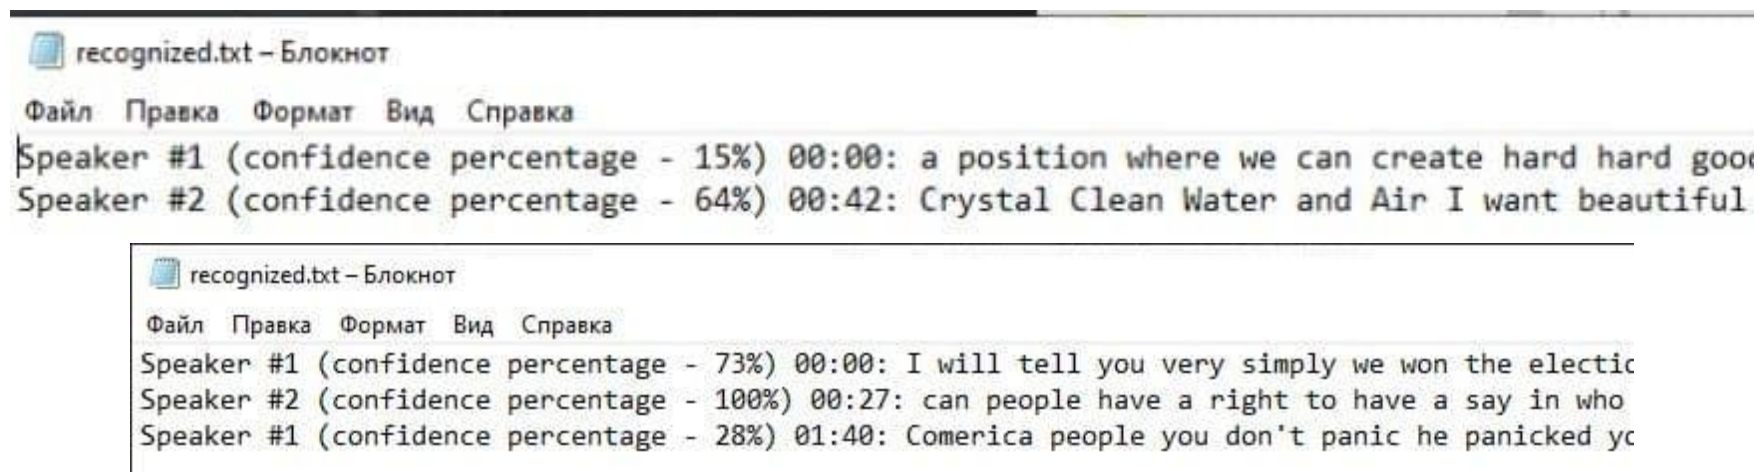 recognized.txt – Блокнот
Файл Правка Формат Вид Справка
Speaker #1 (confidence percentage - 15%) 00:00: a position where we can create hard hard good
Speaker #2 (confidence percentage - 64%) 00:42: Crystal Clean Water and Air I want beautiful
recognized.txt – Блокнот
Файл Правка Формат Вид Справка
Speaker #1 (confidence percentage - 73%) 00:00: I will tell you very simply we won the electic
Speaker #2 (confidence percentage - 100%) 00:27: can people have a right to have a say in who
Speaker #1 (confidence percentage - 28%) 01:40: Comerica people you don't panic he panicked yo